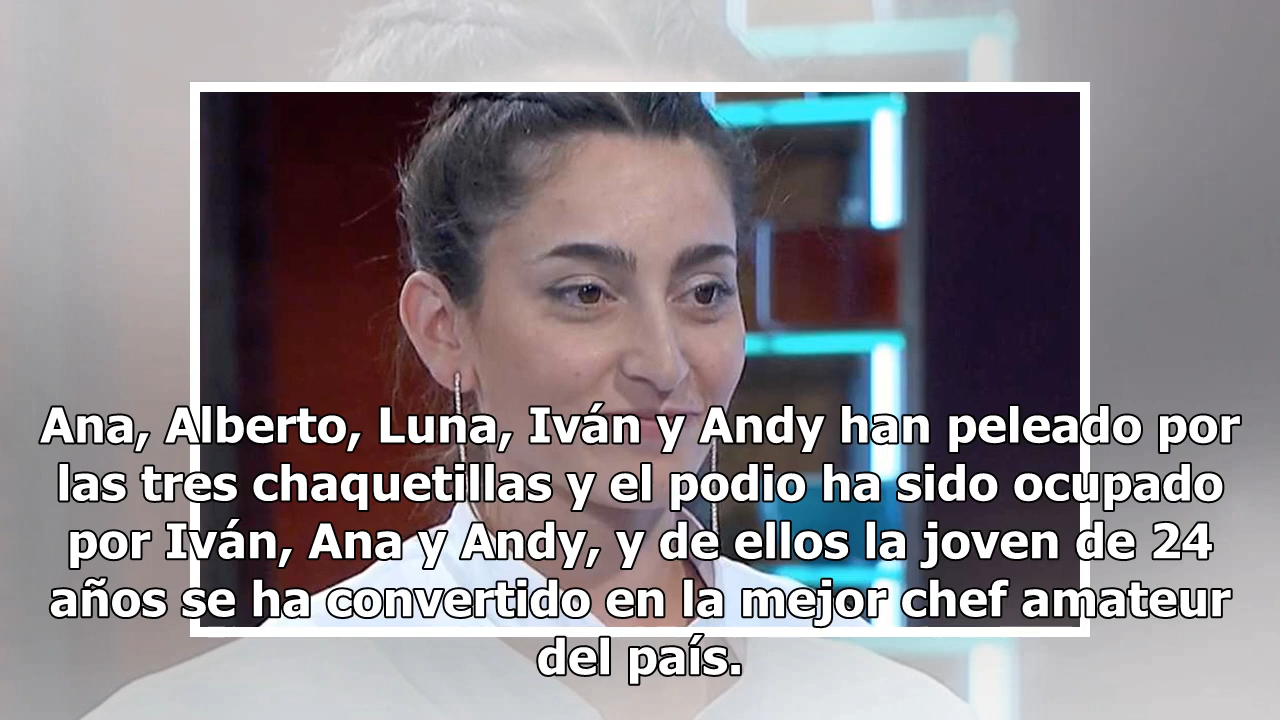 Ana, Alberto, Luna, Iván y Andy han peleado por
las tres chaquetillas y el podio ha sido ocupado
por Iván, Ana y Andy, y de ellos la joven de 24
años se ha convertido en la mejor chef amateur
del país.